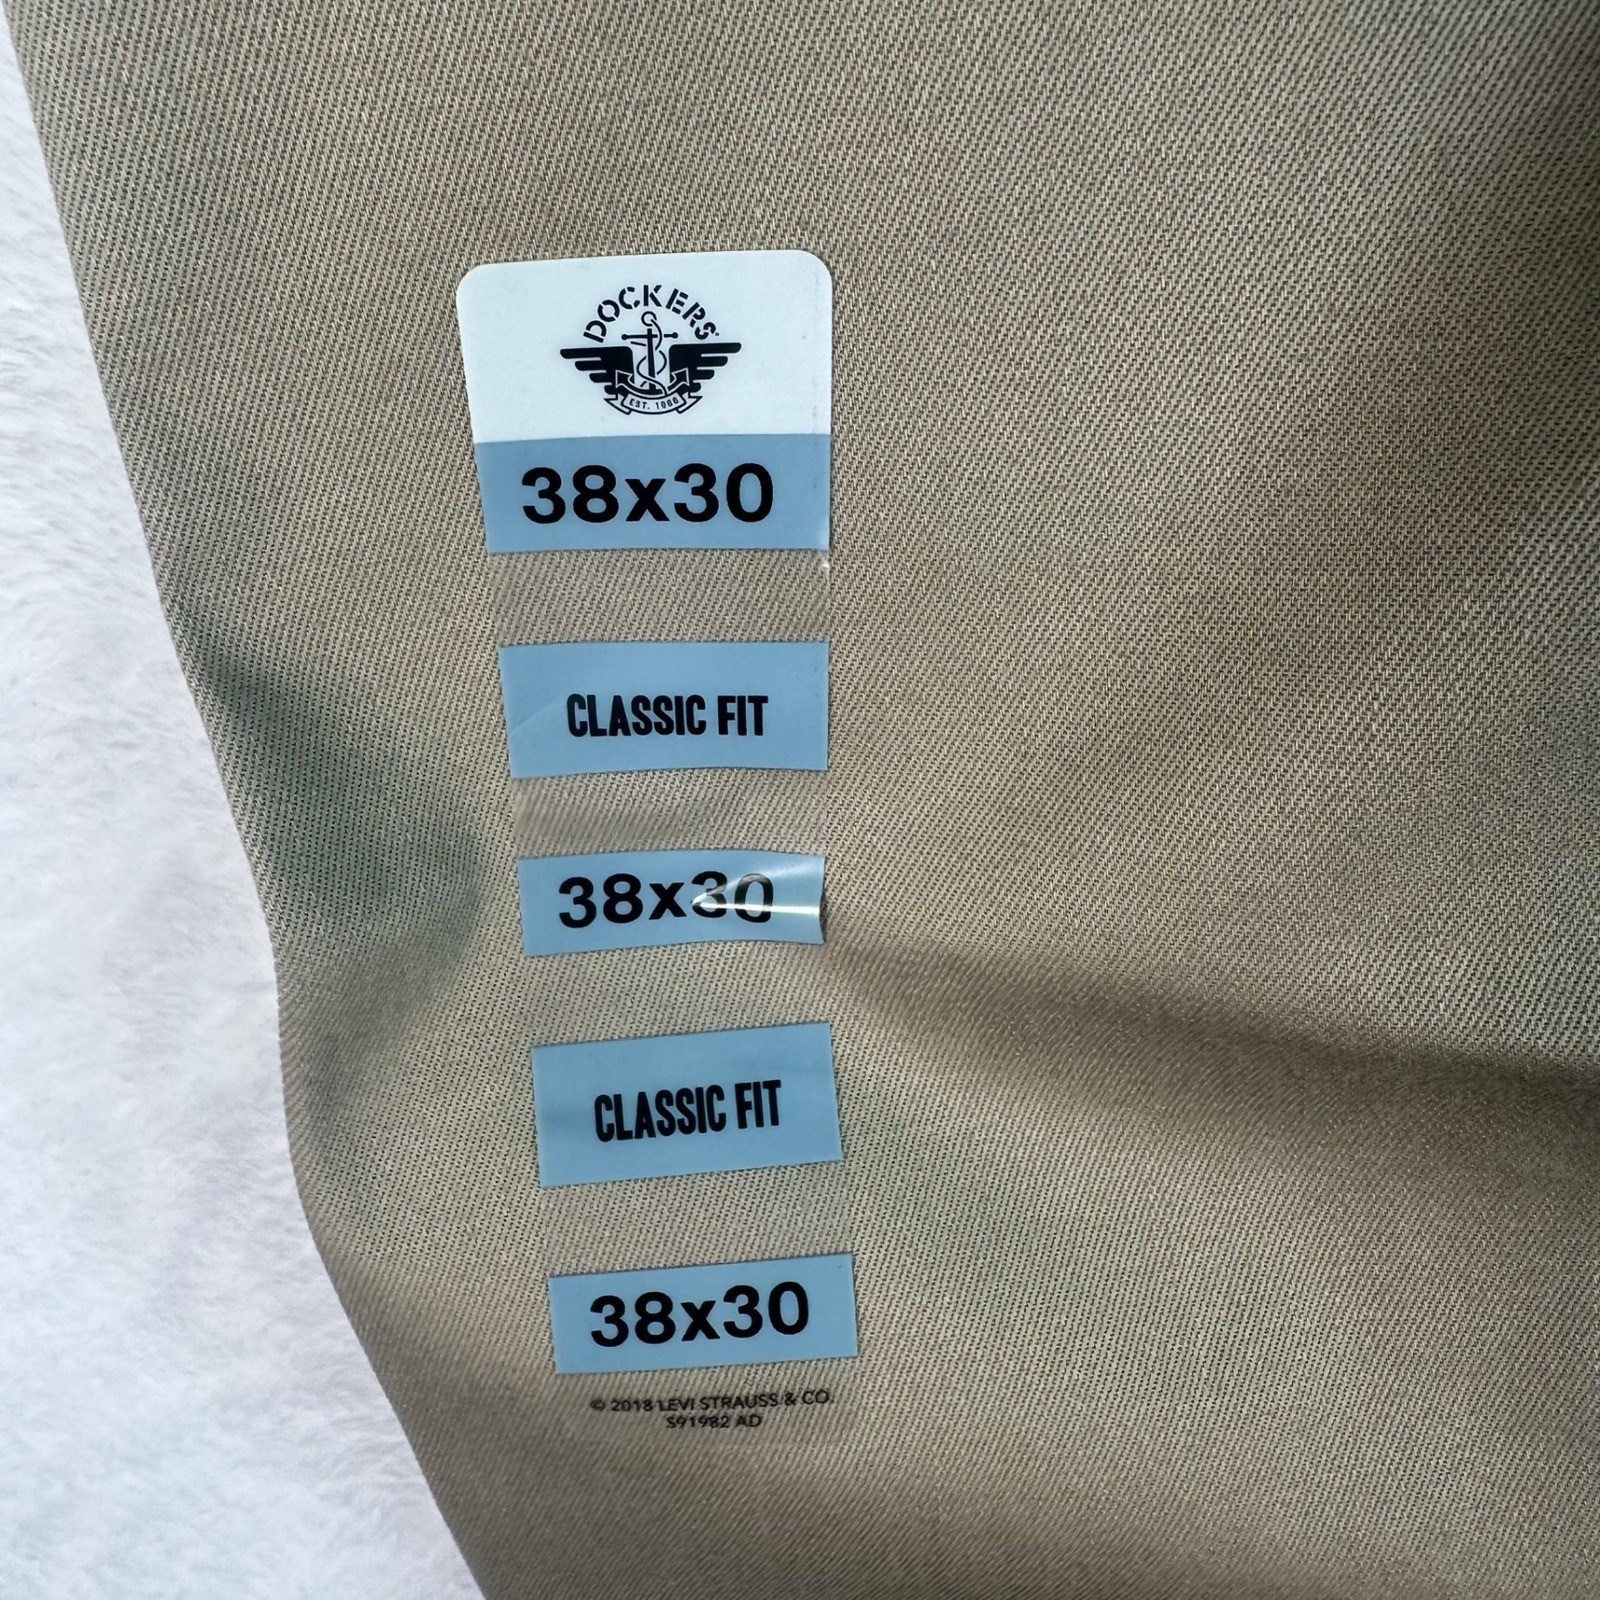 DOCKERS®
EST. 1986
38x30
CLASSIC FIT
38x30
CLASSIC FIT
38x30
© 2018 LEVI STRAUSS & CO.
S91982 AD